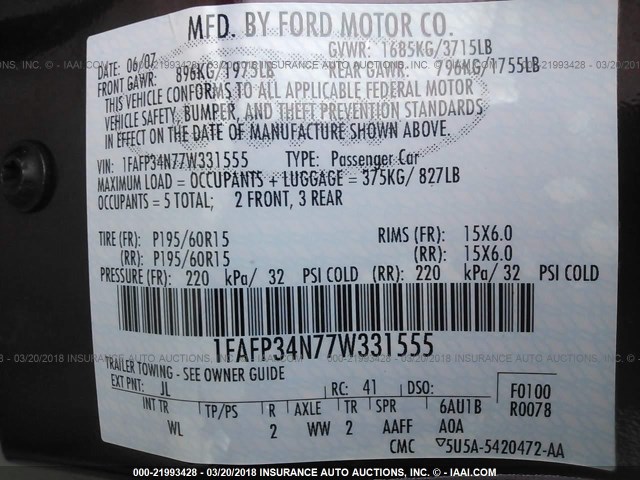 MFD. BY FORD MOTOR CO.
DATE: 06/07 GVWR: 1685KG/3715LB
FRONT GAWR: 896KG/1975LB REAR GAWR: 796KG/1755LB
THIS VEHICLE CONFORMS TO ALL APPLICABLE FEDERAL MOTOR
VEHICLE SAFETY, BUMPER, AND THEFT PREVENTION STANDARDS
IN EFFECT ON THE DATE OF MANUFACTURE SHOWN ABOVE.
VIN: 1FAFP34N77W331555 TYPE: Passenger Car
MAXIMUM LOAD = OCCUPANTS + LUGGAGE = 375KG/ 827LB
OCCUPANTS = 5 TOTAL; 2 FRONT, 3 REAR
TIRE (FR): P195/60R15 RIMS (FR): 15X6.0
(RR): P195/60R15 (RR): 15X6.0
PRESSURE (FR): 220 kPa/ 32 PSI COLD (RR): 220 kPa/ 32 PSI COLD
1FAFP34N77W331555
TRAILER TOWING - SEE OWNER GUIDE
EXT PNT: JL RC: 41 DSO: F0100
INT TR TP/PS R AXLE TR SPR 6AU1B R0078
WL 2 WW 2 AAFF AOA
CMC ▽5U5A-5420472-AA
000-21993428 - 03/20/2018 INSURANCE AUTO AUCTIONS, INC. - © IAAI.COM